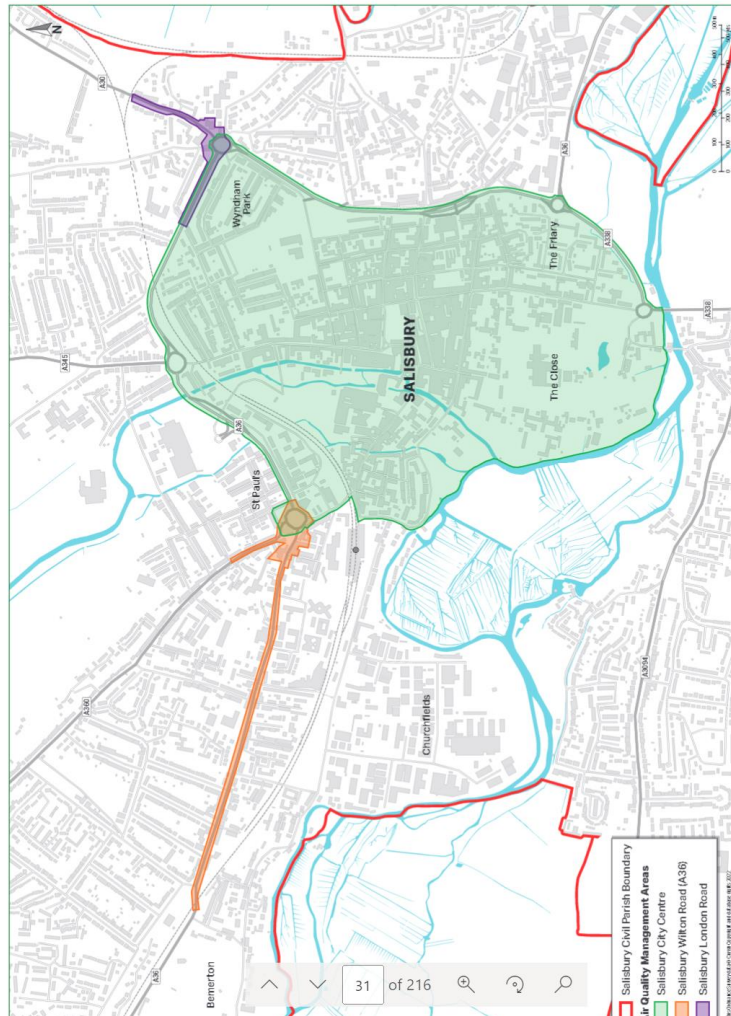 N
A30
A345
A36
A360
A36
A36
A338
A338
A3094
Wyndham
Park
St Paul's
SALISBURY
The Friary
The Close
Churchfields
Bemerton
Salisbury Civil Parish Boundary
ir Quality Management Areas
Salisbury City Centre
Salisbury Wilton Road (A36)
Salisbury London Road
31 of 216